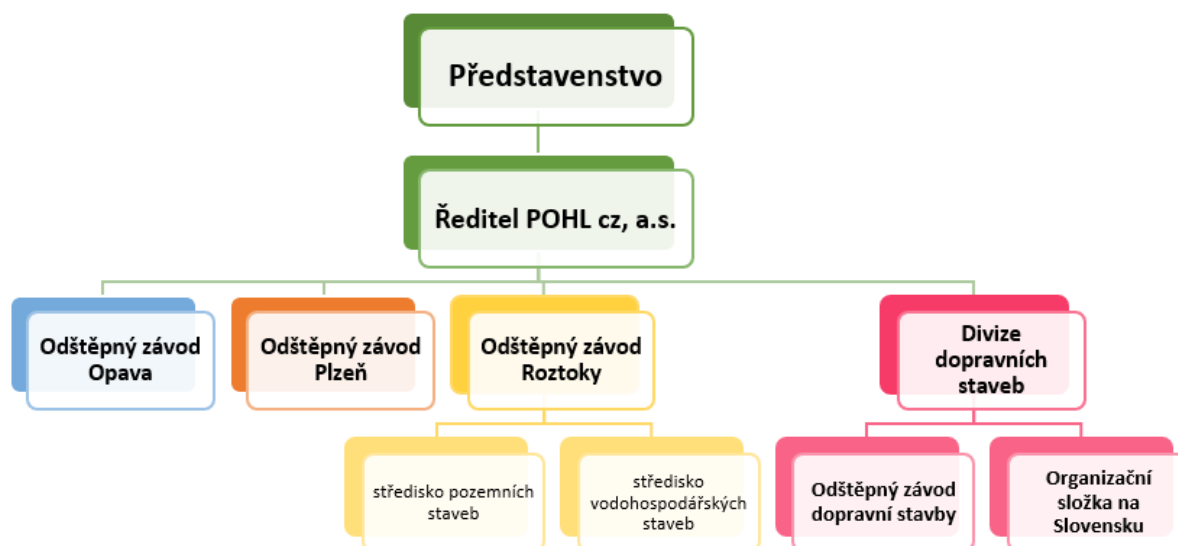 Představenstvo
Ředitel POHL cz, a.s.
Odštěpný závod
Opava
Odštěpný závod
Plzeň
Odštěpný závod
Roztoky
Divize
dopravních
staveb
středisko pozemních
staveb
středisko
vodohospodářských
staveb
Odštěpný závod
dopravní stavby
Organizační
složka na
Slovensku